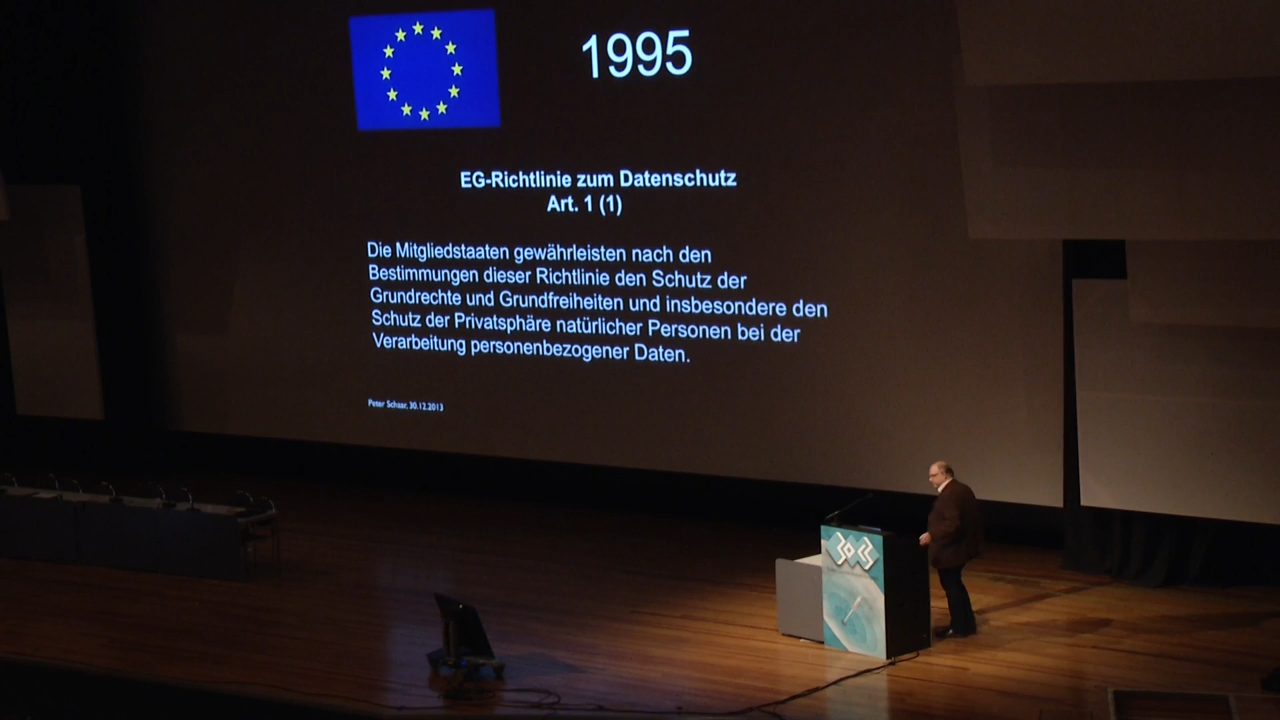 1995
EG-Richtlinie zum Datenschutz
Art. 1 (1)
Die Mitgliedstaaten gewährleisten nach den
Bestimmungen dieser Richtlinie den Schutz der
Grundrechte und Grundfreiheiten und insbesondere den
Schutz der Privatsphäre natürlicher Personen bei der
Verarbeitung personenbezogener Daten.
Peter Schaar, 30.12.2013
30C3